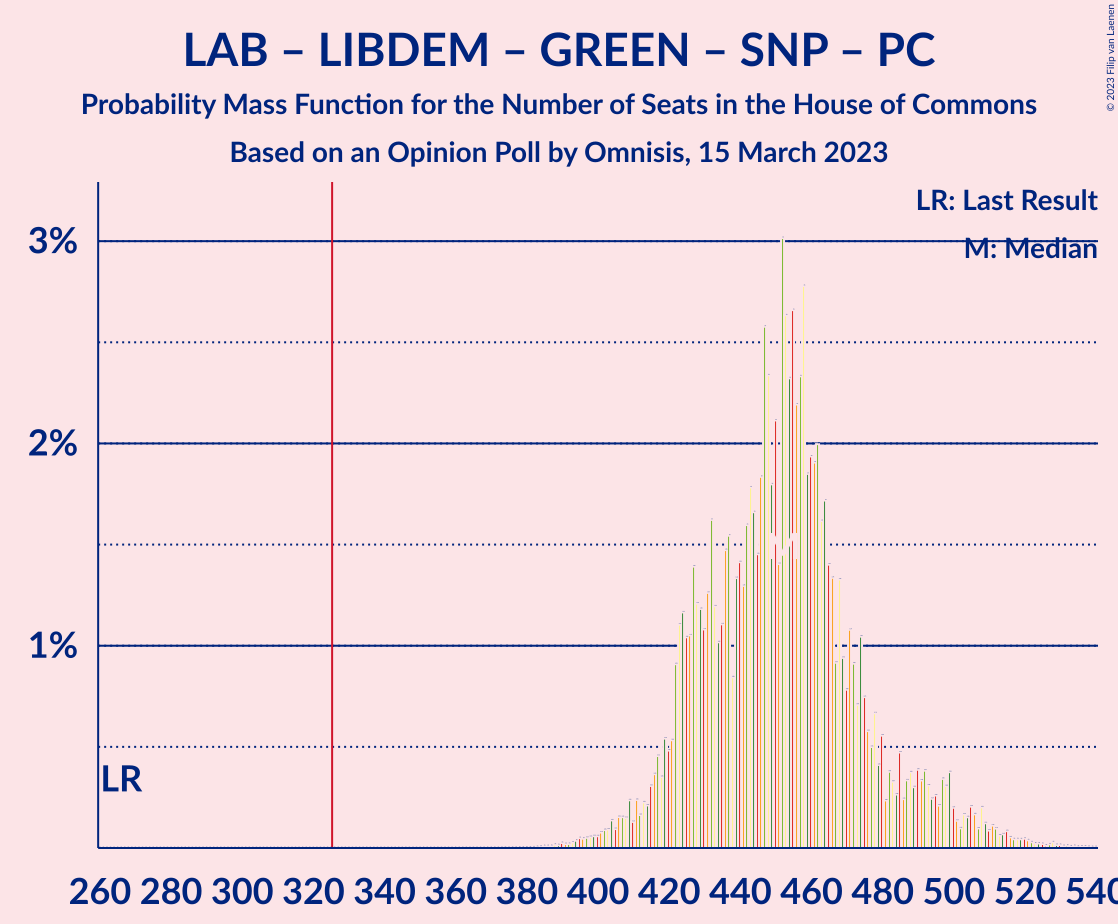 LAB – LIBDEM – GREEN – SNP – PC
Probability Mass Function for the Number of Seats in the House of Commons
Based on an Opinion Poll by Omnisis, 15 March 2023
© 2023 Filip van Laenen
LR: Last Result
M: Median
3%
2%
1%
LR
260 280 300 320 340 360 380 400 420 440 460 480 500 520 540